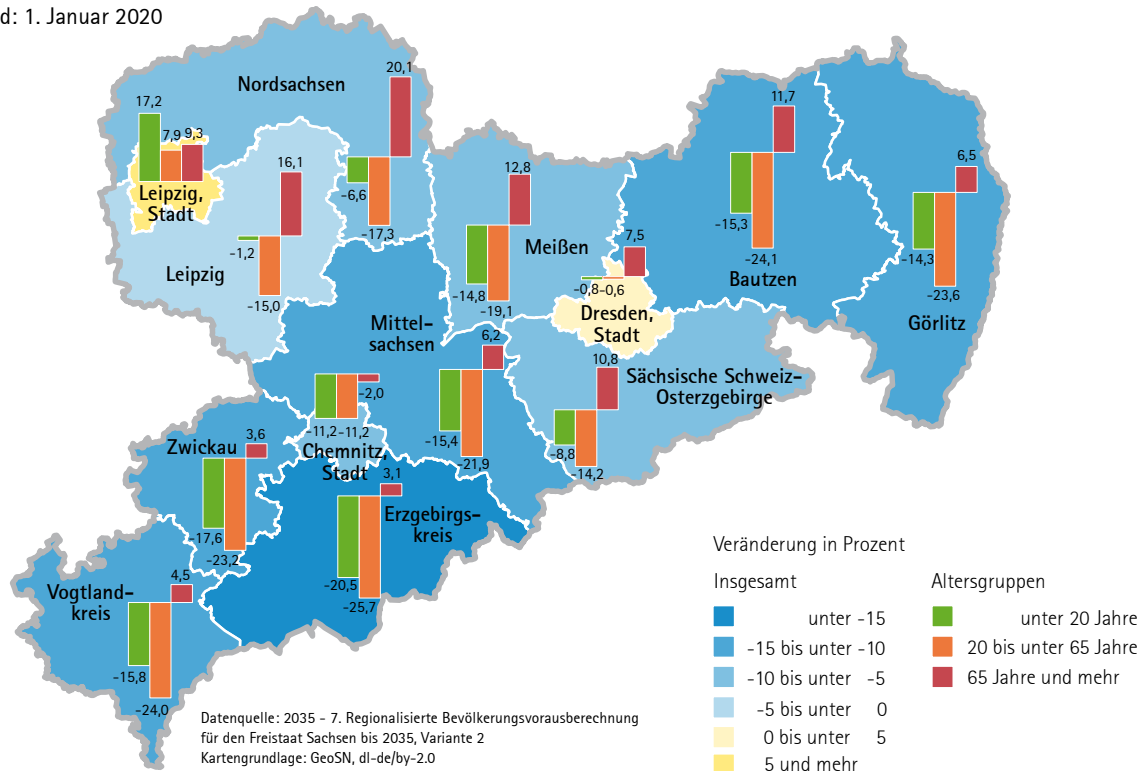 d: 1. Januar 2020
Nordsachsen
20,1
17,2
7,9 9,3
-6,6
-17,3
Leipzig,
Stadt
16,1
-1,2
-15,0
Leipzig
12,8
-14,8
-19,1
Meißen
7,5
-0,8 -0,6
Dresden,
Stadt
11,7
-15,3
-24,1
Bautzen
6,5
-14,3
-23,6
Görlitz
Mittel-
sachsen
6,2
-15,4
-21,9
10,8
-8,8
-14,2
Sächsische Schweiz-
Osterzgebirge
-2,0
-11,2 -11,2
Chemnitz,
Stadt
Zwickau
3,6
-17,6
-23,2
3,1
-20,5
-25,7
Erzgebirgs-
kreis
Vogtland-
kreis
4,5
-15,8
-24,0
Veränderung in Prozent
Insgesamt
unter -15
-15 bis unter -10
-10 bis unter -5
-5 bis unter 0
0 bis unter 5
5 und mehr
Altersgruppen
unter 20 Jahre
20 bis unter 65 Jahre
65 Jahre und mehr
Datenquelle: 2035 - 7. Regionalisierte Bevölkerungsvorausberechnung
für den Freistaat Sachsen bis 2035, Variante 2
Kartengrundlage: GeoSN, dl-de/by-2.0